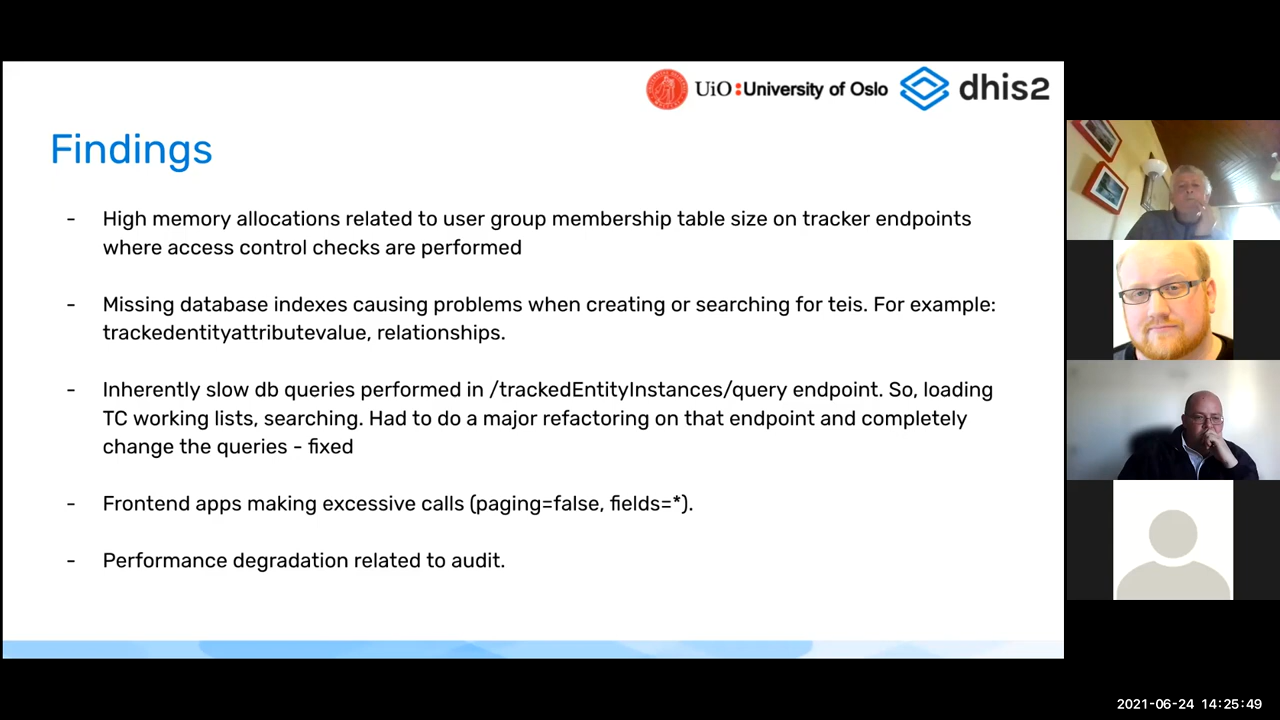 UiO:University of Oslo dhis2
Findings
- High memory allocations related to user group membership table size on tracker endpoints
where access control checks are performed
- Missing database indexes causing problems when creating or searching for teis. For example:
trackedentityattributevalue, relationships.
- Inherently slow db queries performed in /trackedEntityInstances/query endpoint. So, loading
TC working lists, searching. Had to do a major refactoring on that endpoint and completely
change the queries - fixed
- Frontend apps making excessive calls (paging=false, fields=*).
- Performance degradation related to audit.
2021-06-24 14:25:49